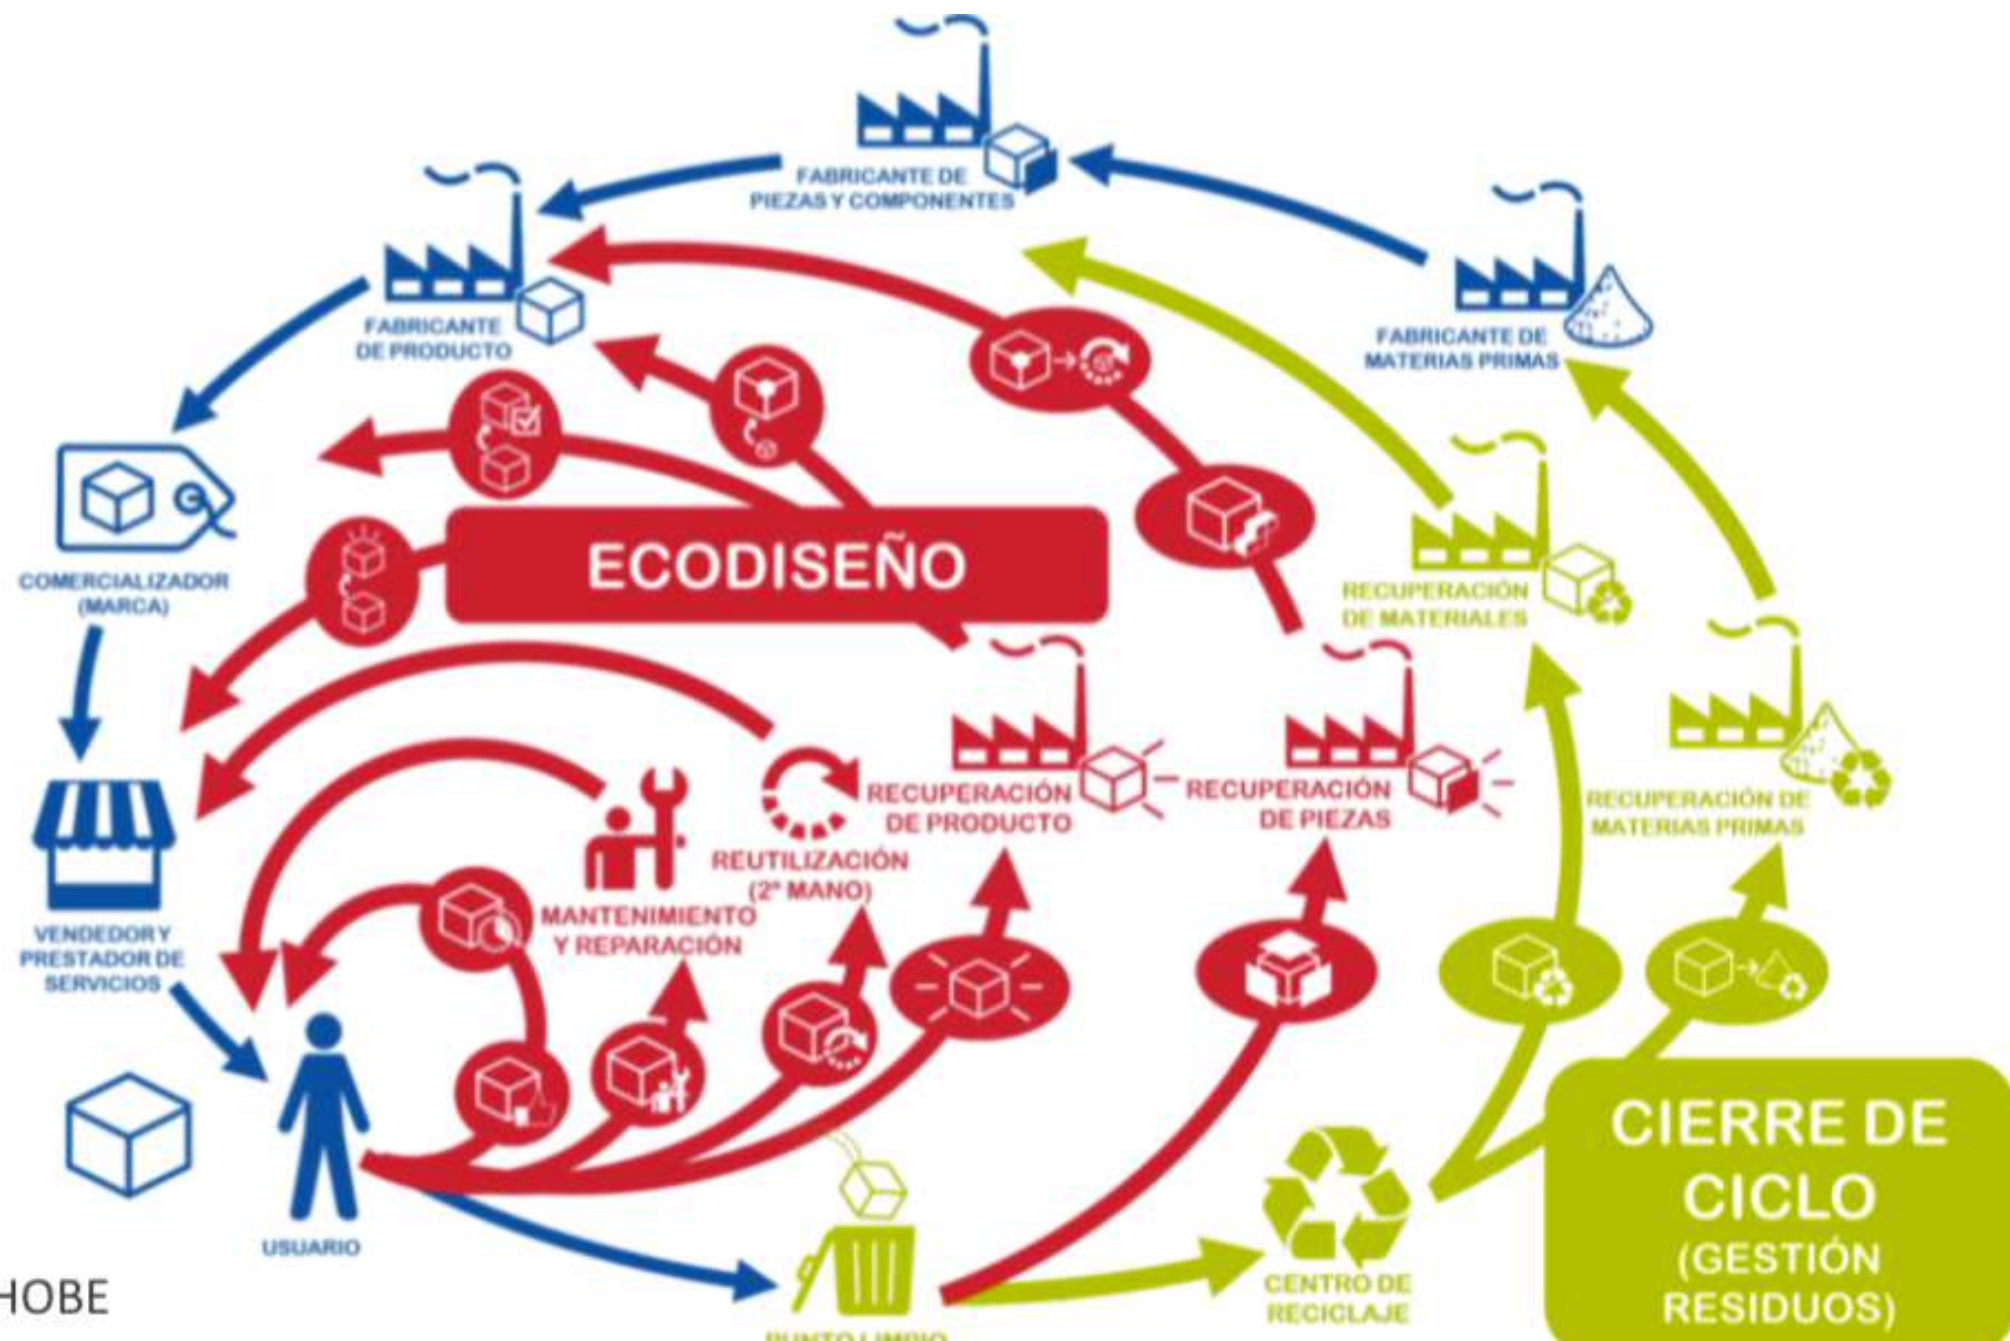 FABRICANTE DE
PIEZAS Y COMPONENTES
FABRICANTE
DE PRODUCTO
FABRICANTE DE
MATERIAS PRIMAS
COMERCIALIZADOR
(MARCA)
ECODISEÑO
RECUPERACIÓN
DE MATERIALES
RECUPERACIÓN
DE PRODUCTO
RECUPERACIÓN
DE PIEZAS
RECUPERACIÓN DE
MATERIAS PRIMAS
REUTILIZACIÓN
(2ª MANO)
MANTENIMIENTO
Y REPARACIÓN
VENDEDOR Y
PRESTADOR DE
SERVICIOS
USUARIO
CIERRE DE
CICLO
(GESTIÓN
RESIDUOS)
CENTRO DE
RECICLAJE
HOBE
PUNTO LIMPIO